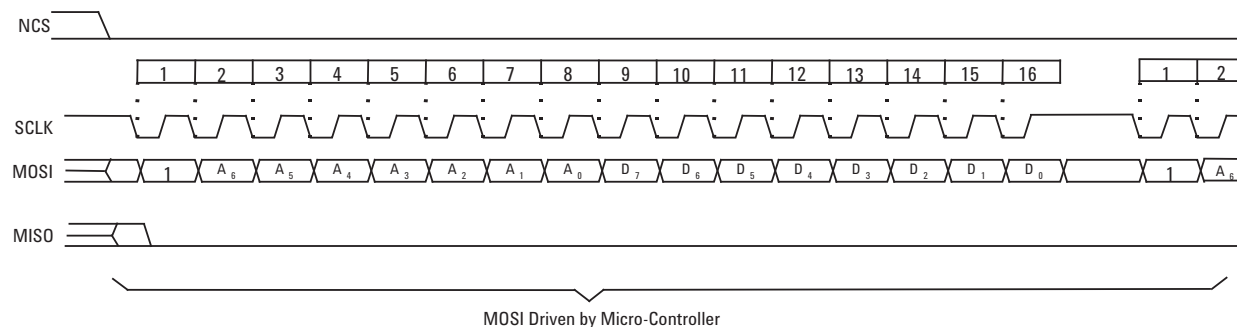 NCS
1 2 3 4 5 6 7 8 9 10 11 12 13 14 15 16 1 2
SCLK
MOSI 1 A6 A5 A4 A3 A2 A1 A0 D7 D6 D5 D4 D3 D2 D1 D0 1 A6
MISO
MOSI Driven by Micro-Controller